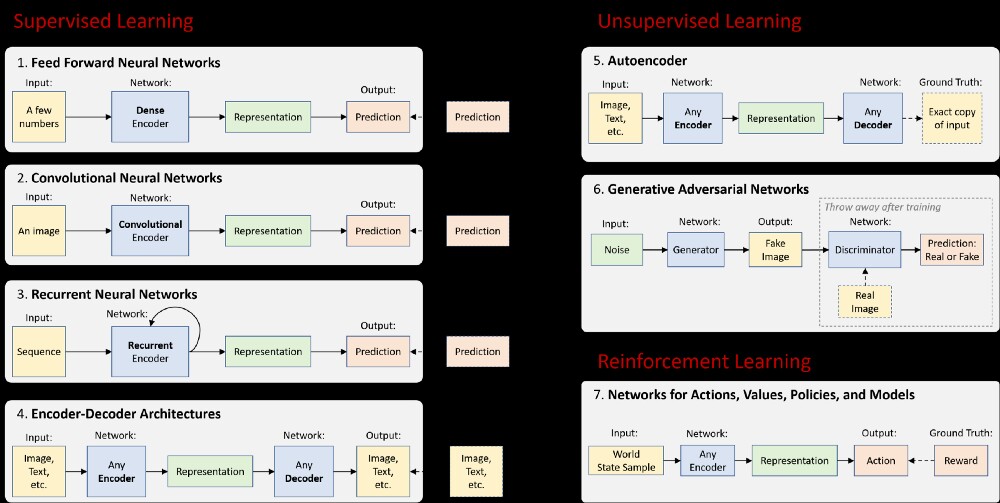 Supervised Learning
1. Feed Forward Neural Networks
Input:
Network:
Output:
A few
numbers
Dense
Encoder
Representation
Prediction
Prediction
2. Convolutional Neural Networks
Input:
Network:
Output:
An image
Convolutional
Encoder
Representation
Prediction
Prediction
3. Recurrent Neural Networks
Input:
Network:
Output:
Sequence
Recurrent
Encoder
Representation
Prediction
Prediction
4. Encoder-Decoder Architectures
Input:
Network:
Network:
Output:
Image,
Text,
etc.
Any
Encoder
Representation
Any
Decoder
Image,
Text,
etc.
Image,
Text,
etc.
Unsupervised Learning
5. Autoencoder
Input:
Network:
Network:
Ground Truth:
Image,
Text,
etc.
Any
Encoder
Representation
Any
Decoder
Exact copy
of input
6. Generative Adversarial Networks
Throw away after training
Input:
Network:
Output:
Network:
Noise
Generator
Fake
Image
Discriminator
Prediction:
Real or Fake
Real
Image
Reinforcement Learning
7. Networks for Actions, Values, Policies, and Models
Input:
Network:
Output:
Ground Truth:
World
State Sample
Any
Encoder
Representation
Action
Reward